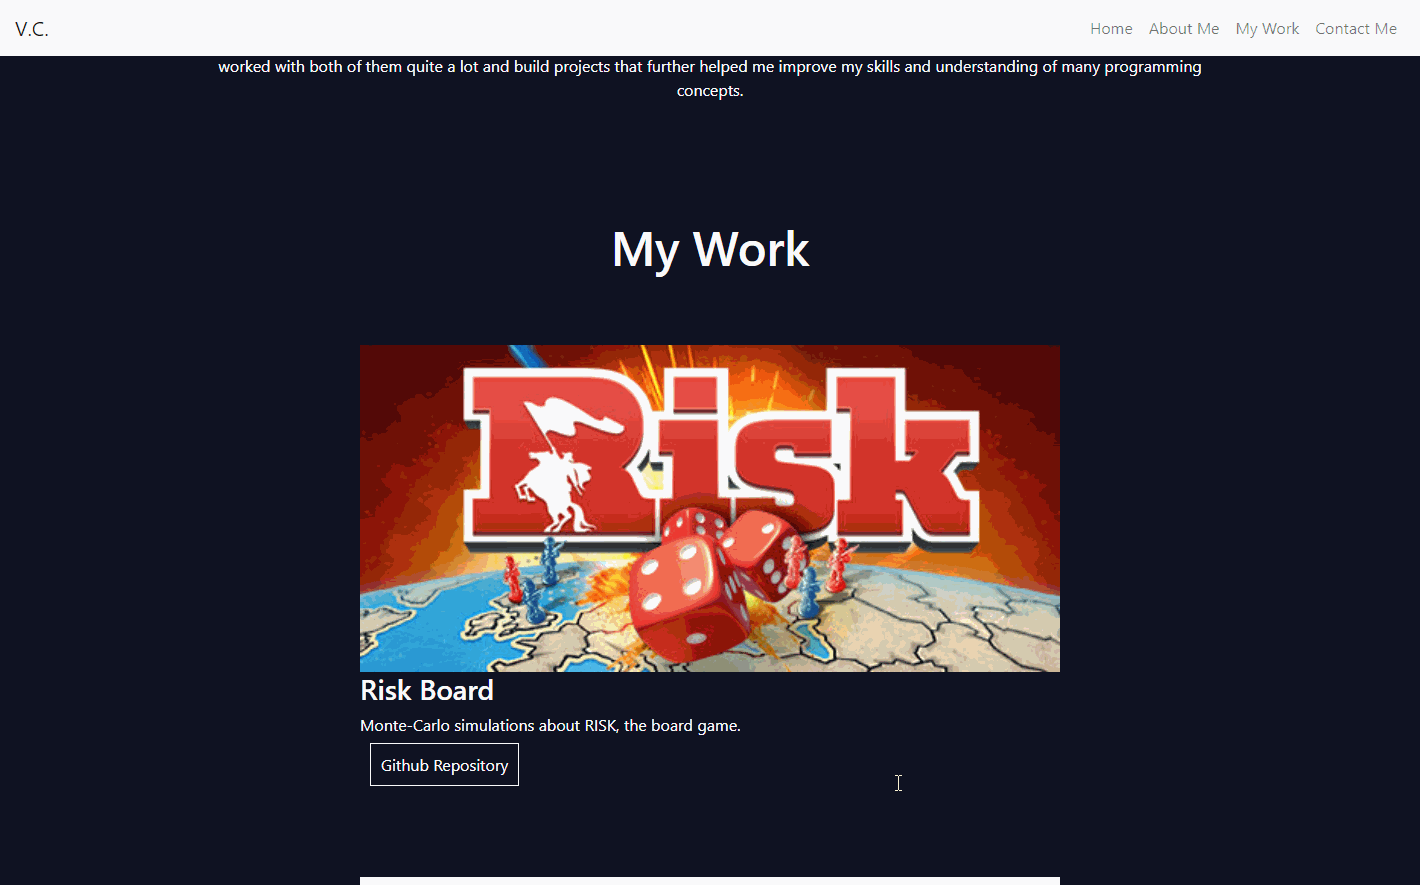 V.C.
Home About Me My Work Contact Me
worked with both of them quite a lot and build projects that further helped me improve my skills and understanding of many programming
concepts.
My Work
Risk
Risk Board
Monte-Carlo simulations about RISK, the board game.
Github Repository